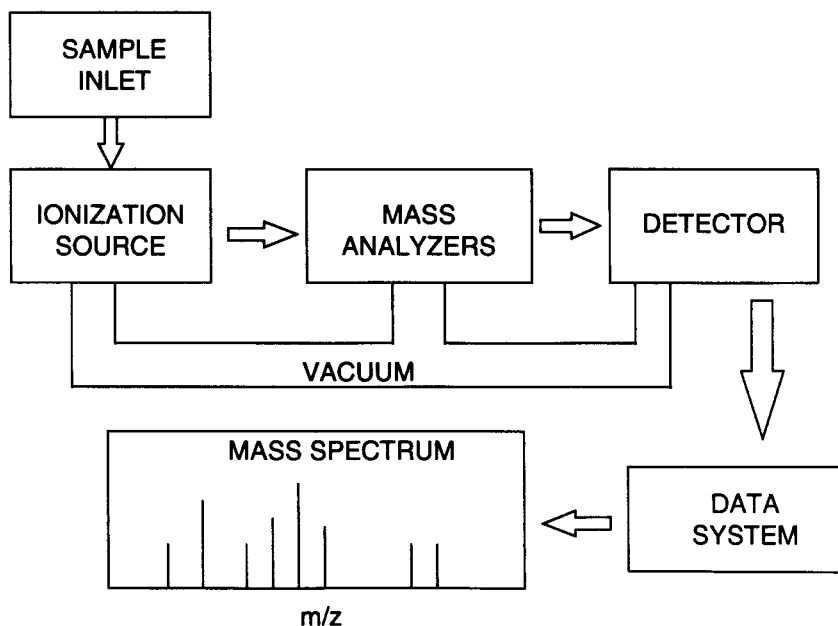 SAMPLE
INLET
IONIZATION
SOURCE
MASS
ANALYZERS
DETECTOR
VACUUM
MASS SPECTRUM
DATA
SYSTEM
m/z